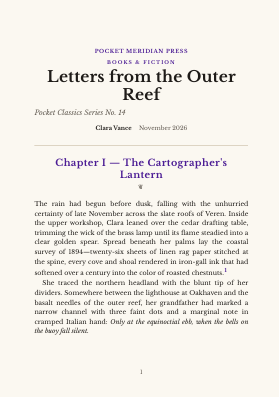 POCKET MERIDIAN PRESS
BOOKS & FICTION
Letters from the Outer
Reef
Pocket Classics Series No. 14
Clara Vance November 2026
Chapter I — The Cartographer's
Lantern
❦
The rain had begun before dusk, falling with the unhurried
certainty of late November across the slate roofs of Veren. Inside
the upper workshop, Clara leaned over the cedar drafting table,
trimming the wick of the brass lamp until its flame steadied into a
clear golden spear. Spread beneath her palms lay the coastal
survey of 1894—twenty-six sheets of linen rag paper stitched at
the spine, every cove and shoal rendered in iron-gall ink that had
softened over a century into the color of roasted chestnuts.1
She traced the northern headland with the blunt tip of her
dividers. Somewhere between the lighthouse at Oakhaven and the
basalt needles of the outer reef, her grandfather had marked a
narrow channel with three faint dots and a marginal note in
cramped Italian hand: Only at the equinoctial ebb, when the bells on
the buoy fall silent.
1